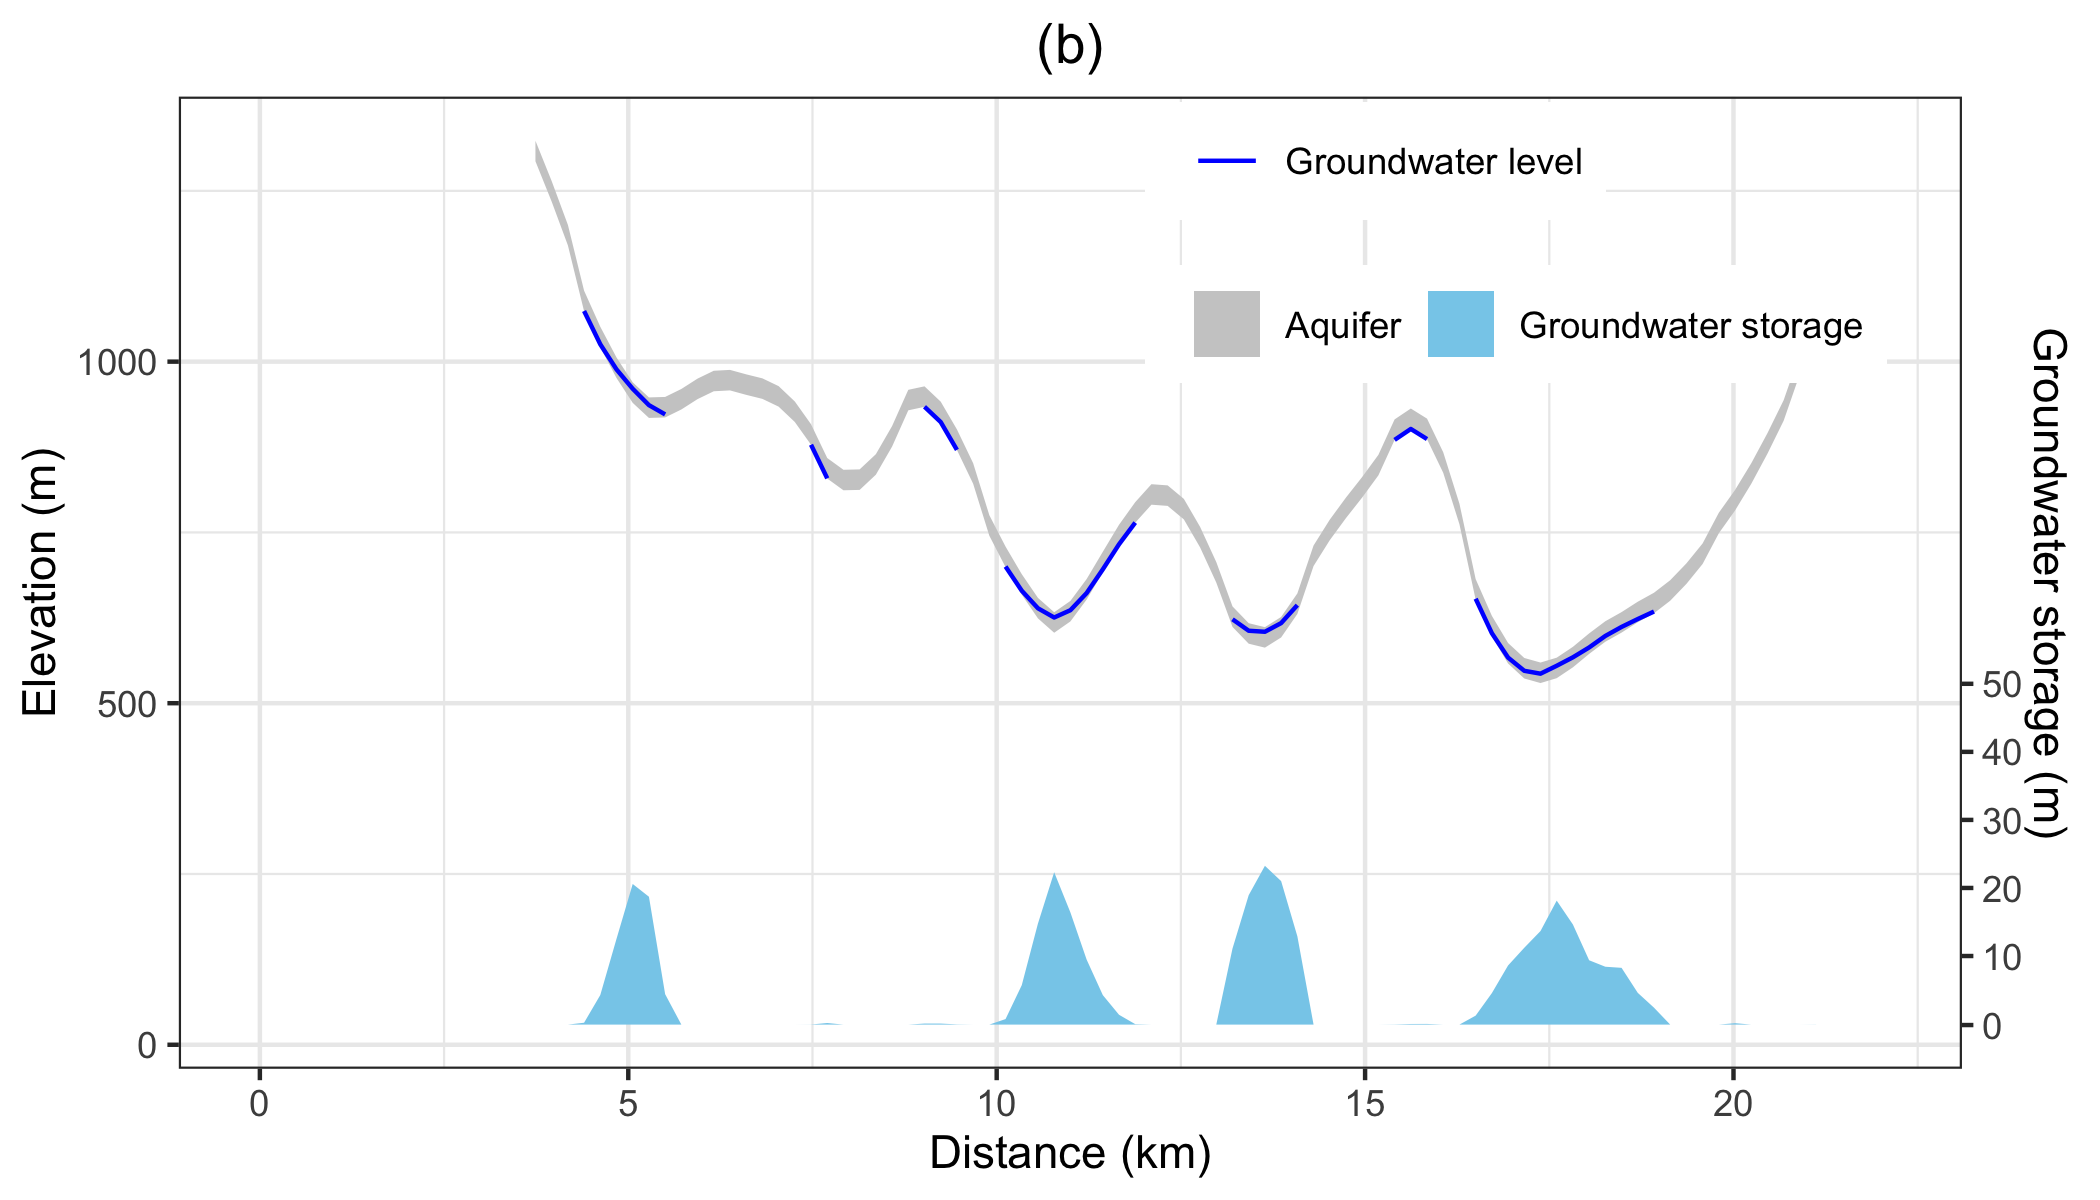 (b)
Groundwater level
Aquifer
Groundwater storage
Elevation (m)
1000
500
0
Groundwater storage (m)
50
40
30
20
10
0
0
5
10
15
20
Distance (km)